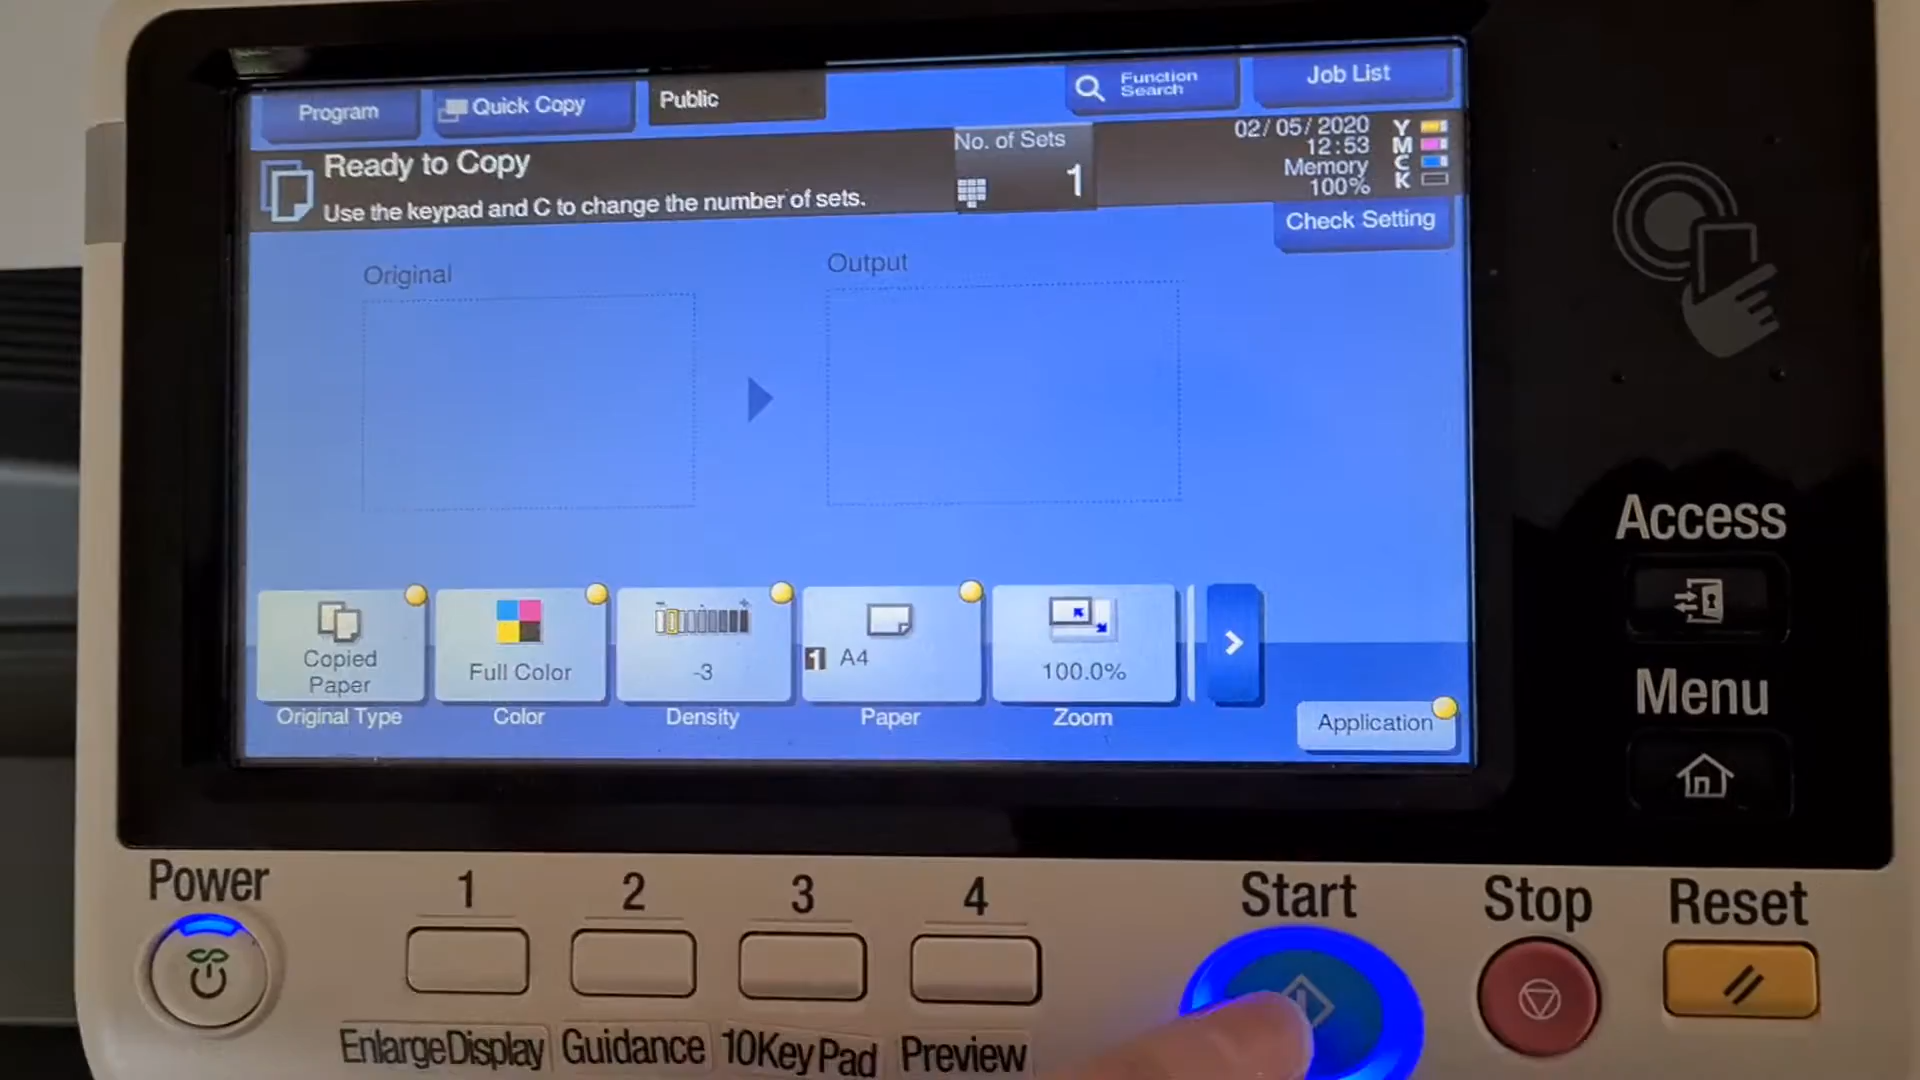 Program
Quick Copy
Public
Function
Search
Job List
Ready to Copy
Use the keypad and C to change the number of sets.
No. of Sets
1
02/05/2020
12:53
Memory
100%
Y
M
C
K
Check Setting
Original
Output
Copied
Paper
Original Type
Full Color
Color
-3
Density
1 A4
Paper
100.0%
Zoom
Application
Access
Menu
Power
1
2
3
4
Start
Stop
Reset
EnlargeDisplay
Guidance
10KeyPad
Preview